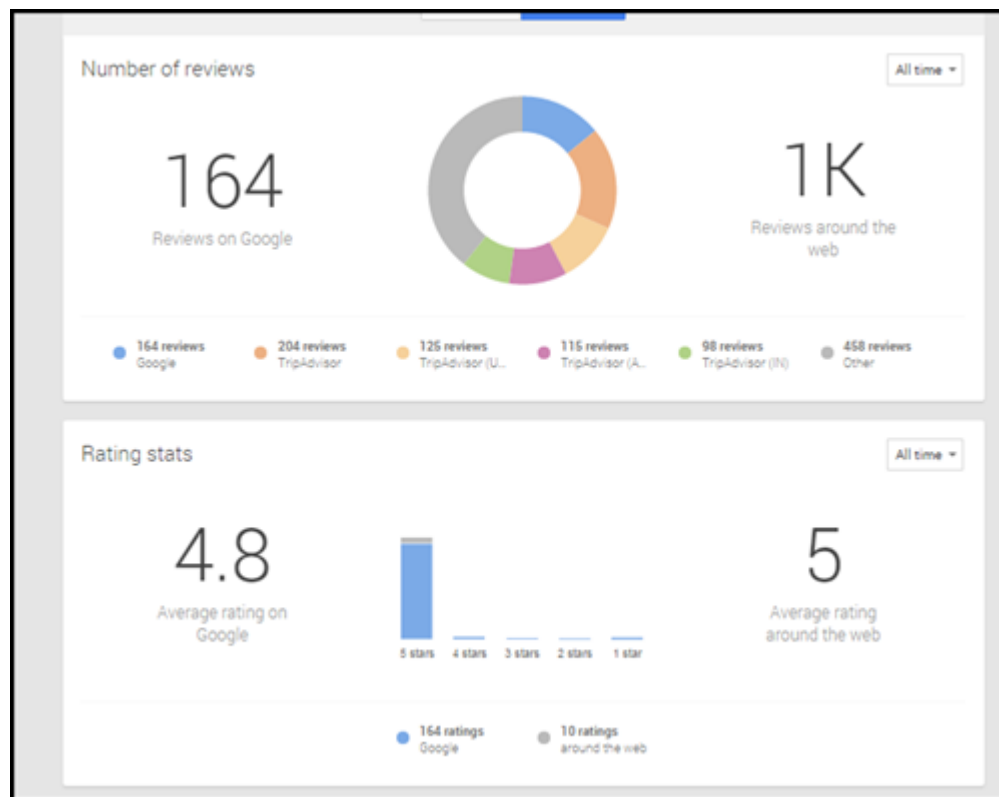 Number of reviews
All time
164
Reviews on Google
1K
Reviews around the
web
164 reviews
Google
204 reviews
TripAdvisor
125 reviews
TripAdvisor (U...
115 reviews
TripAdvisor (A...
98 reviews
TripAdvisor (IN)
458 reviews
Other
Rating stats
All time
4.8
Average rating on
Google
5 stars 4 stars 3 stars 2 stars 1 star
5
Average rating
around the web
164 ratings
Google
10 ratings
around the web